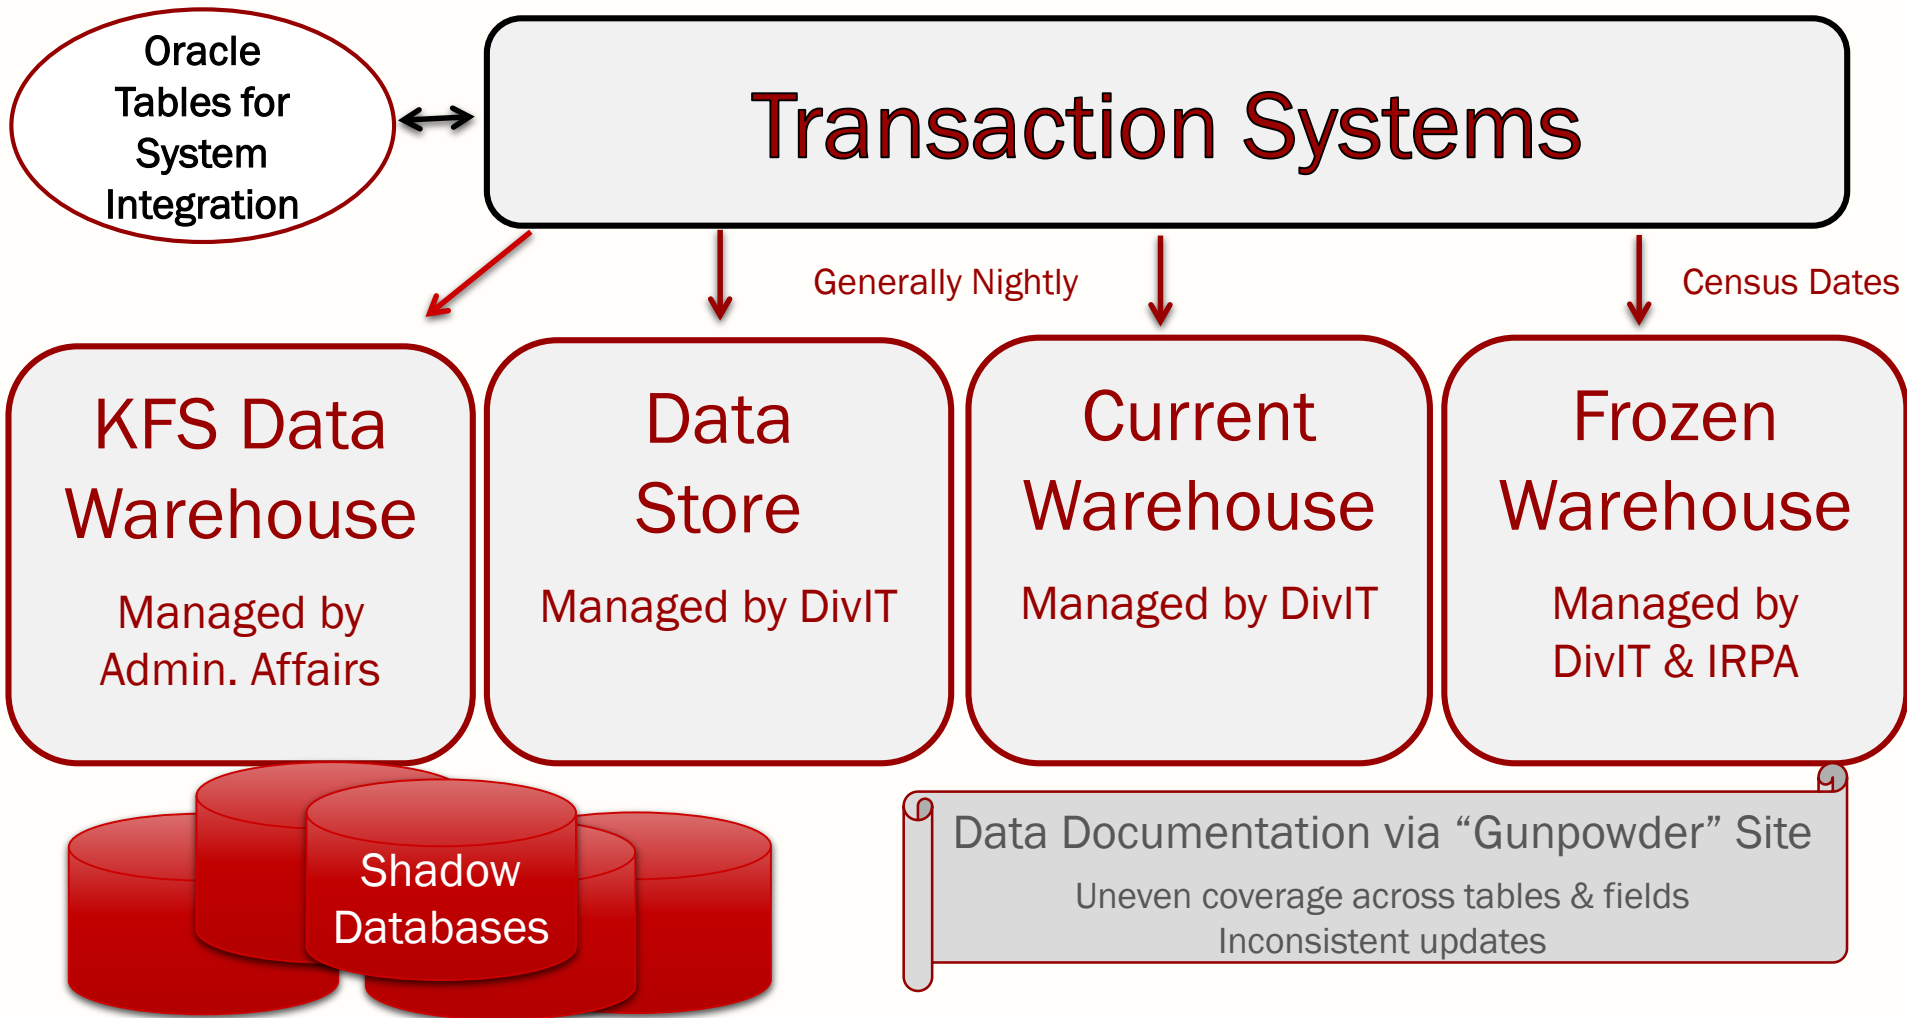 Oracle
Tables for
System
Integration
Transaction Systems
Generally Nightly
Census Dates
KFS Data
Warehouse
Managed by
Admin. Affairs
Data
Store
Managed by DivIT
Current
Warehouse
Managed by DivIT
Frozen
Warehouse
Managed by
DivIT & IRPA
Shadow
Databases
Data Documentation via “Gunpowder” Site
Uneven coverage across tables & fields
Inconsistent updates